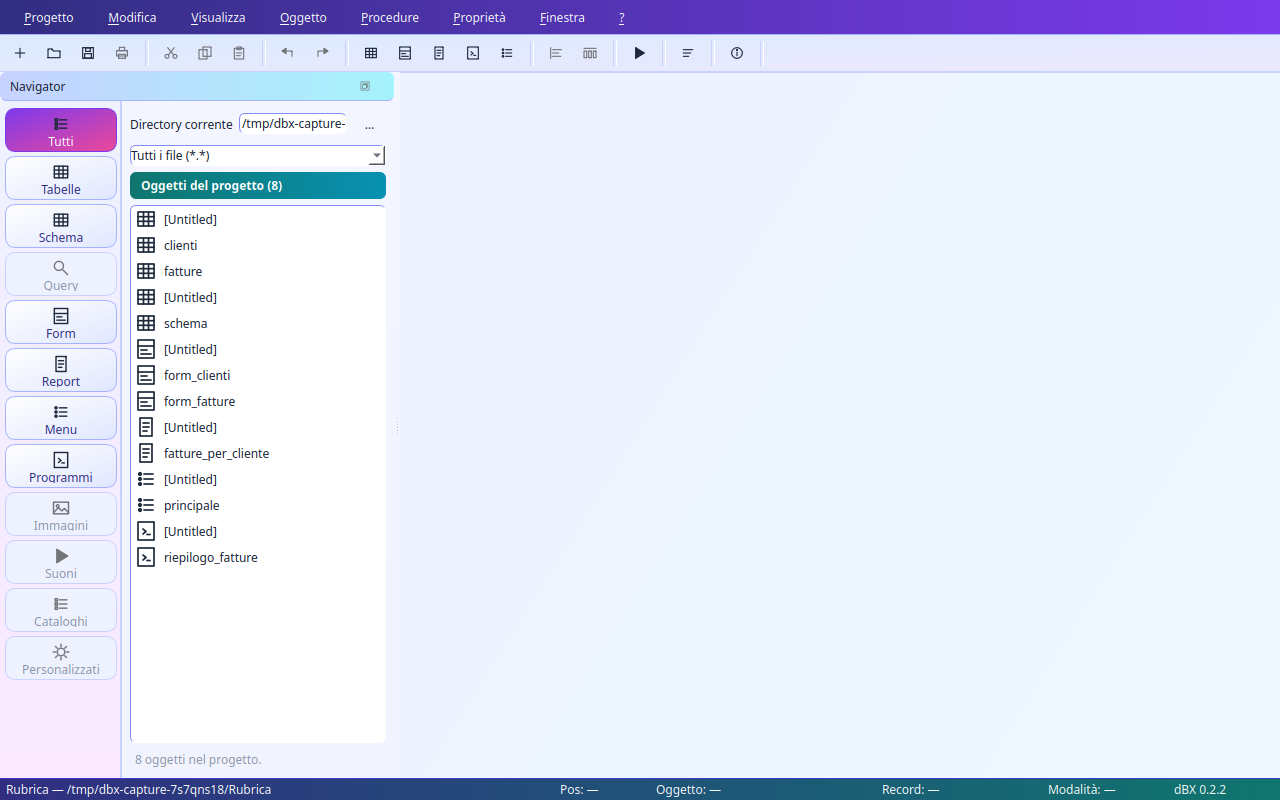 Progetto Modifica Visualizza Oggetto Procedure Proprietà Finestra ?
Navigator
Tutti
Tabelle
Schema
Query
Form
Report
Menu
Programmi
Immagini
Suoni
Cataloghi
Personalizzati
Directory corrente /tmp/dbx-capture- ...
Tutti i file (*.*)
Oggetti del progetto (8)
[Untitled]
clienti
fatture
[Untitled]
schema
[Untitled]
form_clienti
form_fatture
[Untitled]
fatture_per_cliente
[Untitled]
principale
[Untitled]
riepilogo_fatture
8 oggetti nel progetto.
Rubrica — /tmp/dbx-capture-7s7qns18/Rubrica Pos: — Oggetto: — Record: — Modalità: — dBX 0.2.2